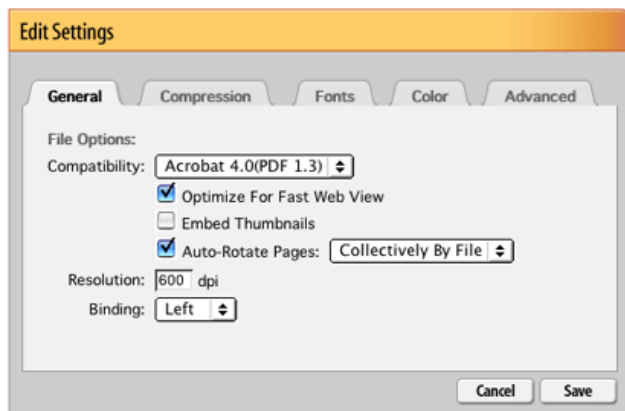 Edit Settings
General Compression Fonts Color Advanced
File Options:
Compatibility: Acrobat 4.0(PDF 1.3)
Optimize For Fast Web View
Embed Thumbnails
Auto-Rotate Pages: Collectively By File
Resolution: 600 dpi
Binding: Left
Cancel Save